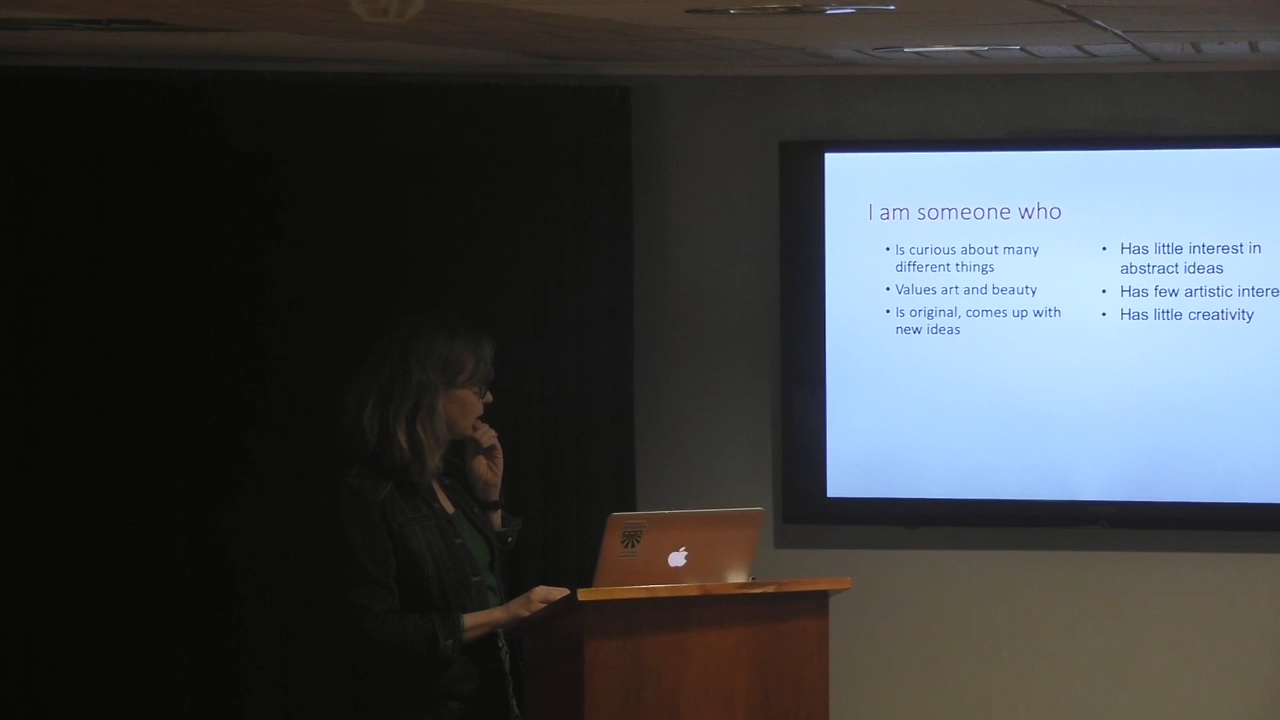 I am someone who
• Is curious about many
different things
• Values art and beauty
• Is original, comes up with
new ideas
• Has little interest in
abstract ideas
• Has few artistic intere
• Has little creativity